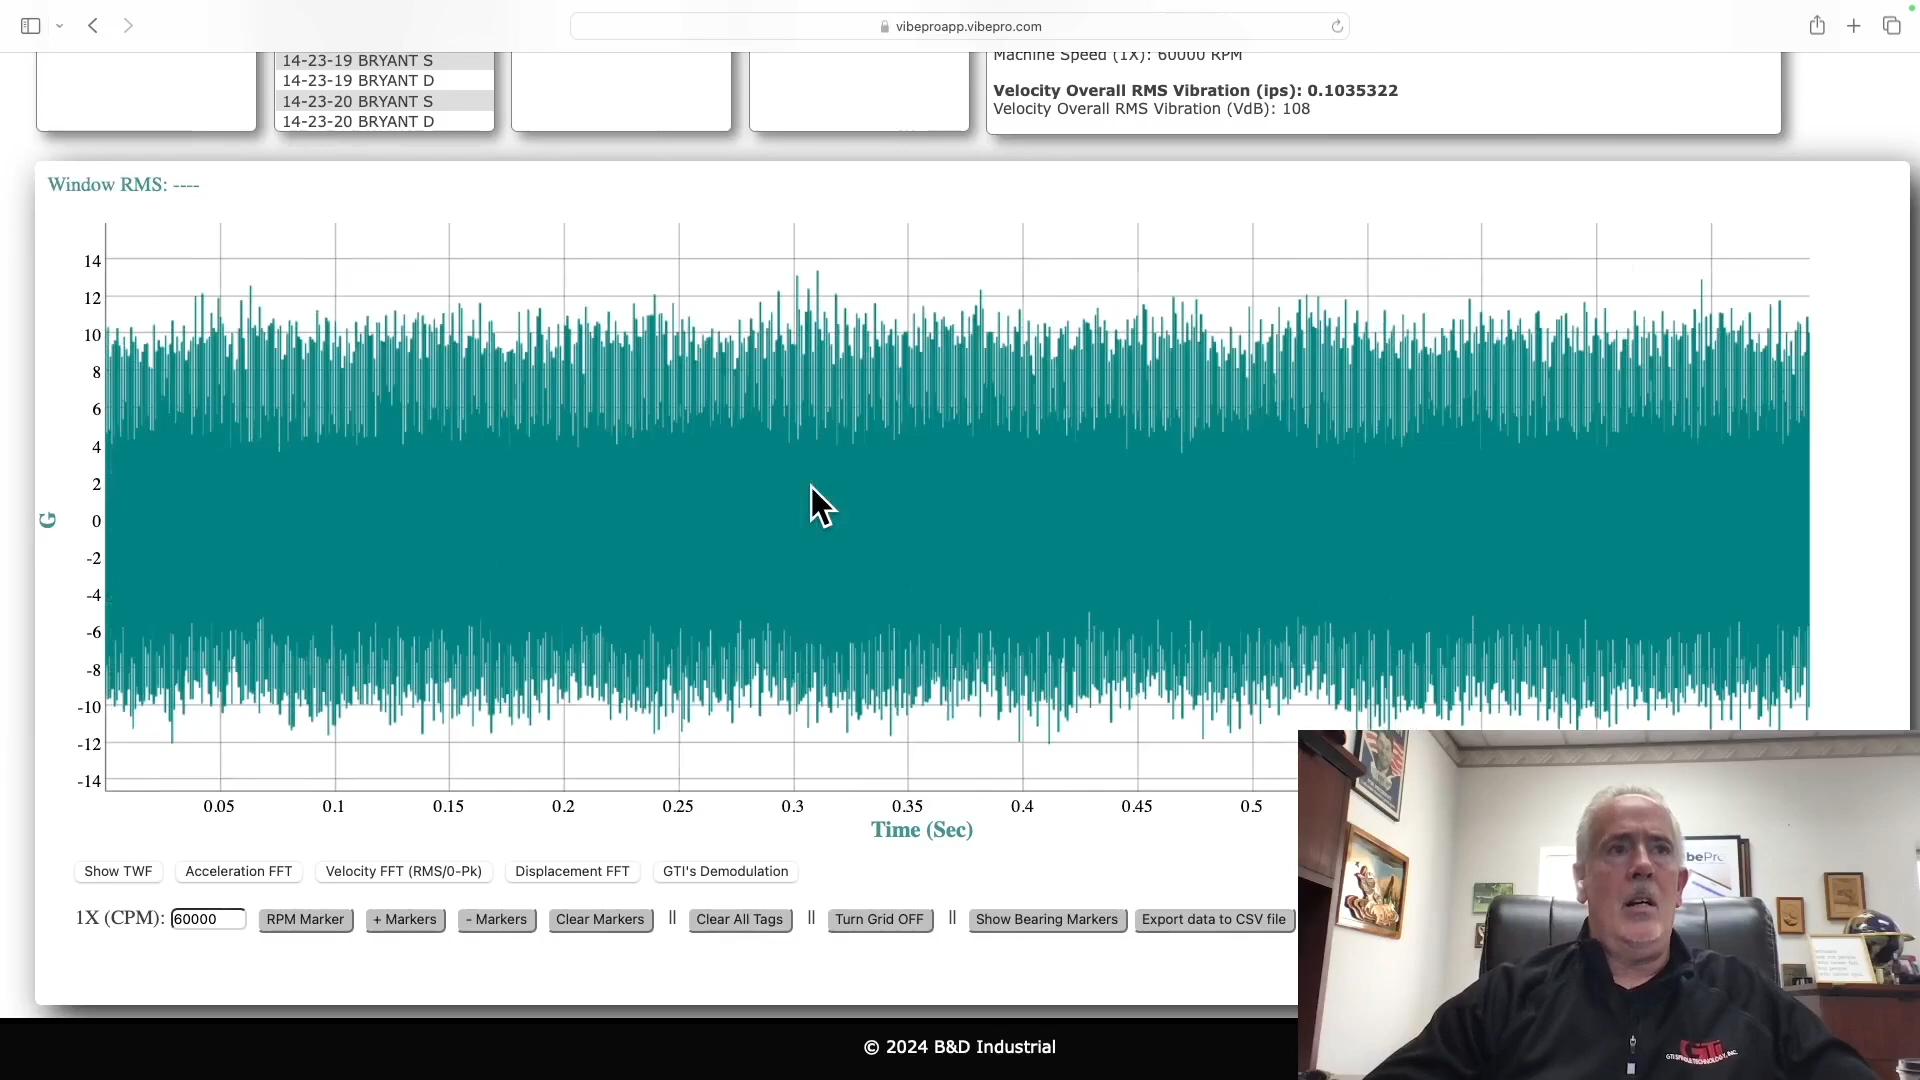 vibeproapp.vibepro.com
14-23-19 BRYANT S
14-23-19 BRYANT D
14-23-20 BRYANT S
14-23-20 BRYANT D
Machine Speed (1X): 60000 RPM
Velocity Overall RMS Vibration (ips): 0.1035322
Velocity Overall RMS Vibration (VdB): 108
Window RMS: ----
14
12
10
8
6
4
2
0
-2
-4
-6
-8
-10
-12
-14
G
0.05 0.1 0.15 0.2 0.25 0.3 0.35 0.4 0.45 0.5
Time (Sec)
Show TWF Acceleration FFT Velocity FFT (RMS/0-Pk) Displacement FFT GTI's Demodulation
1X (CPM): 60000 RPM Marker + Markers - Markers Clear Markers || Clear All Tags || Turn Grid OFF || Show Bearing Markers Export data to CSV file
© 2024 B&D Industrial
bePro
GTi
GTI SPINDLE TECHNOLOGY, INC.